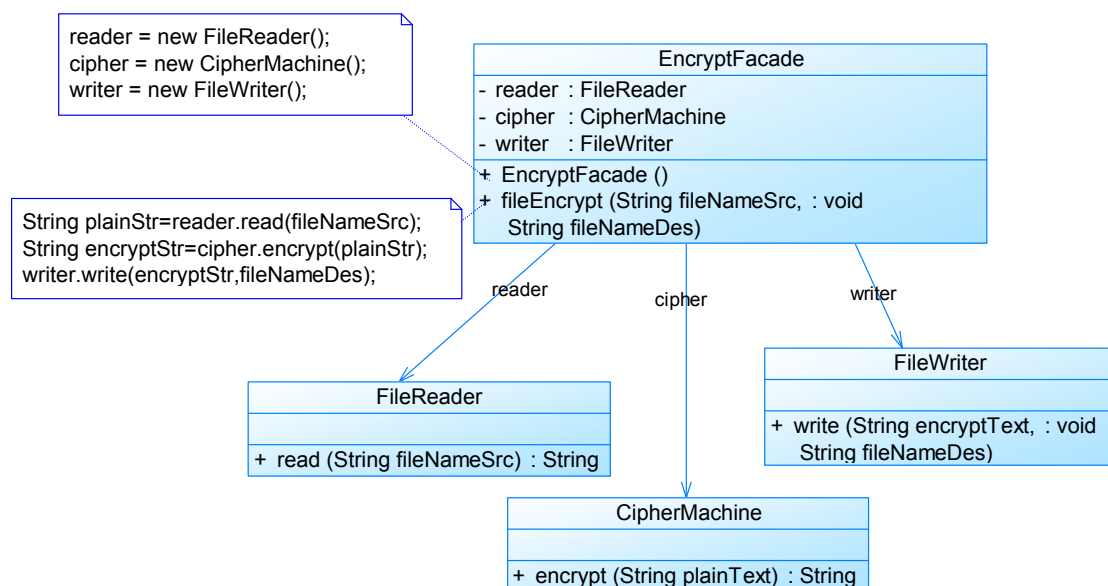 reader = new FileReader();
cipher = new CipherMachine();
writer = new FileWriter();
EncryptFacade
- reader : FileReader
- cipher : CipherMachine
- writer : FileWriter
+ EncryptFacade ()
+ fileEncrypt (String fileNameSrc, : void
String fileNameDes)
String plainStr=reader.read(fileNameSrc);
String encryptStr=cipher.encrypt(plainStr);
writer.write(encryptStr,fileNameDes);
reader
cipher
writer
FileReader
+ read (String fileNameSrc) : String
FileWriter
+ write (String encryptText, : void
String fileNameDes)
CipherMachine
+ encrypt (String plainText) : String